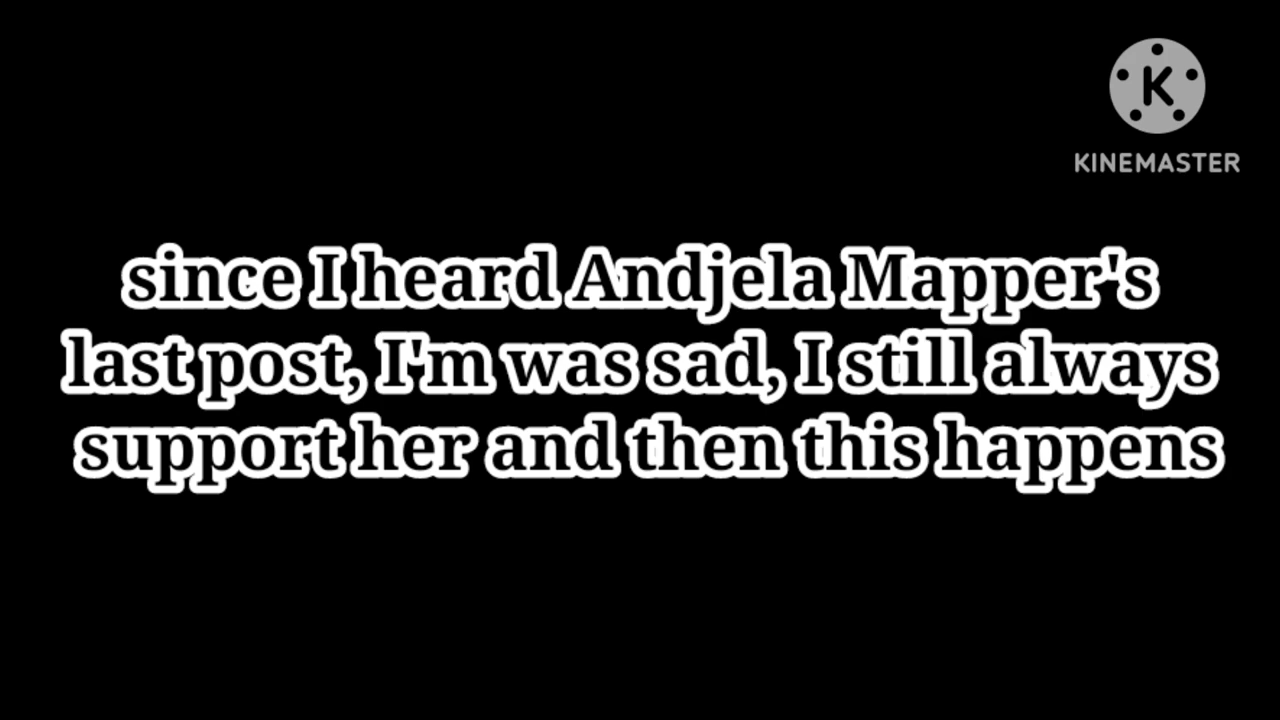 K
KINEMASTER
since I heard Andjela Mapper's
last post, I'm was sad, I still always
support her and then this happens